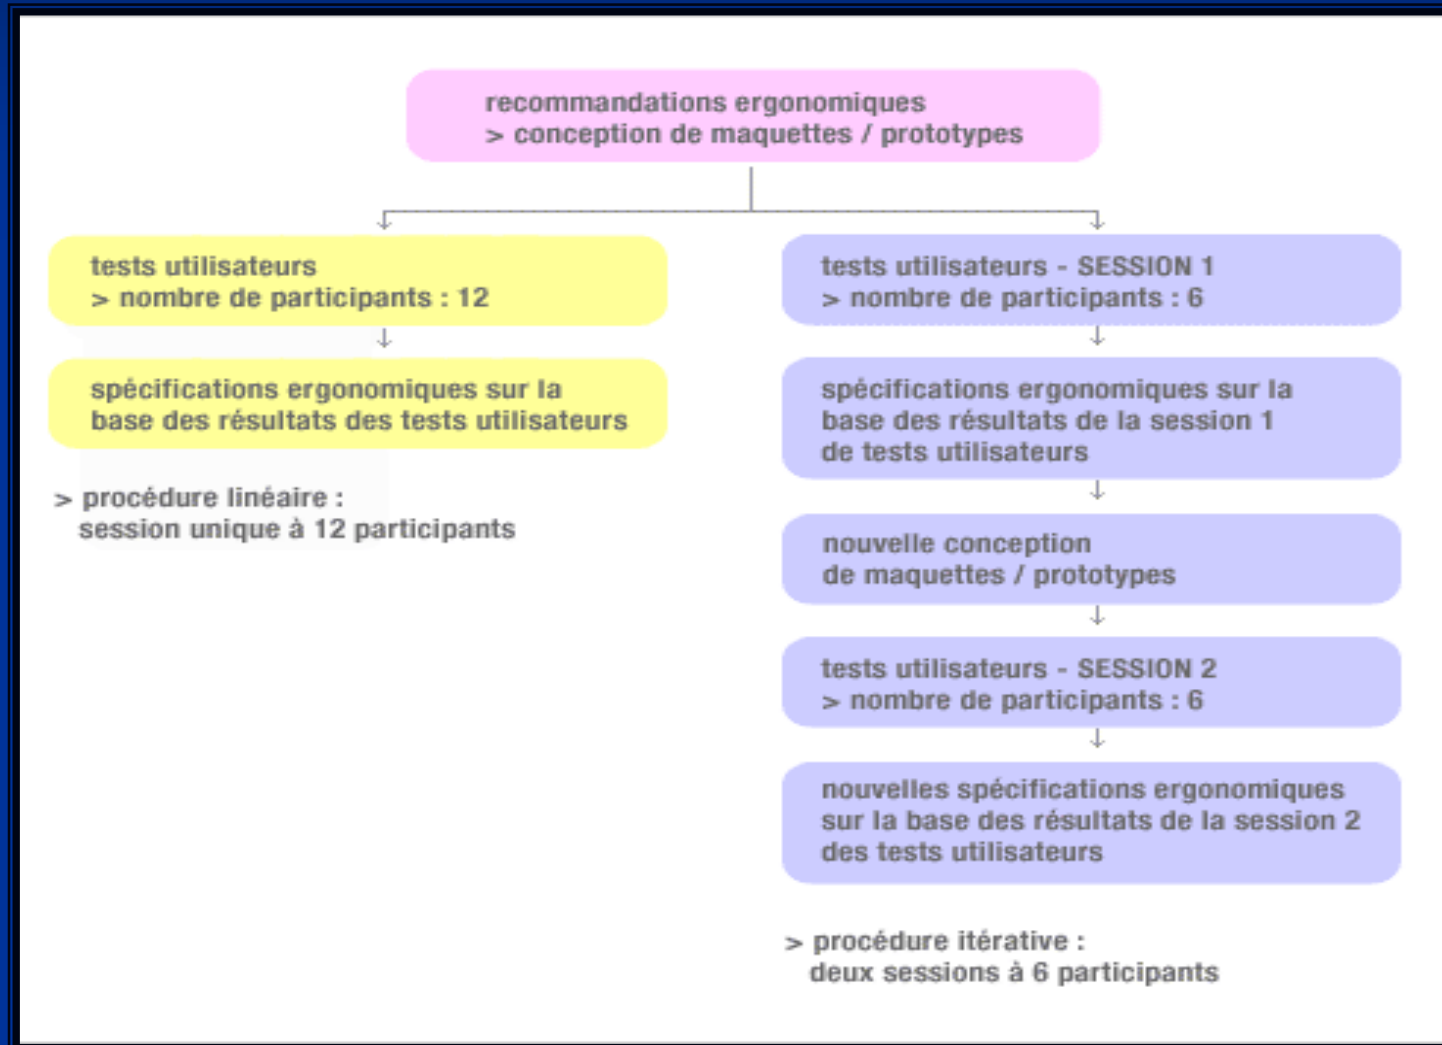 recommandations ergonomiques
> conception de maquettes / prototypes
tests utilisateurs
> nombre de participants : 12
spécifications ergonomiques sur la
base des résultats des tests utilisateurs
> procédure linéaire :
session unique à 12 participants
tests utilisateurs - SESSION 1
> nombre de participants : 6
spécifications ergonomiques sur la
base des résultats de la session 1
de tests utilisateurs
nouvelle conception
de maquettes / prototypes
tests utilisateurs - SESSION 2
> nombre de participants : 6
nouvelles spécifications ergonomiques
sur la base des résultats de la session 2
des tests utilisateurs
> procédure itérative :
deux sessions à 6 participants